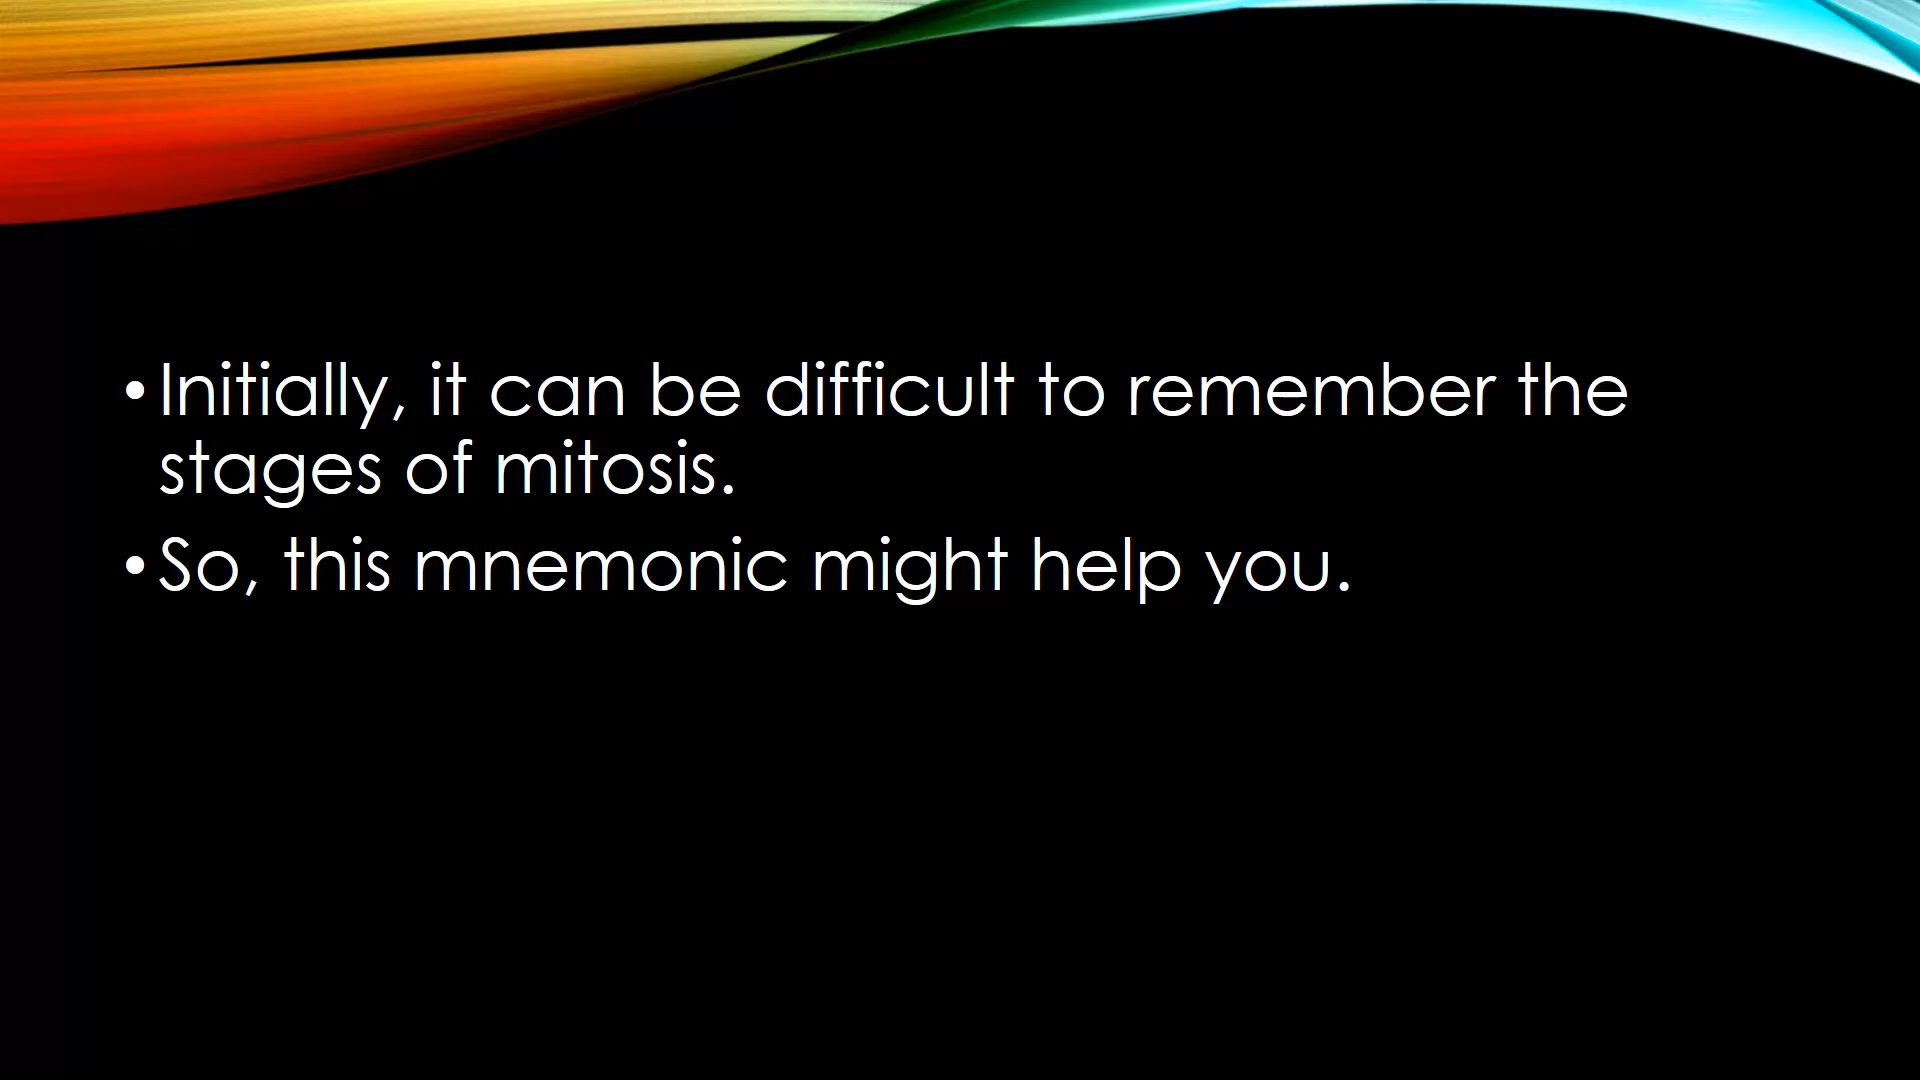 • Initially, it can be difficult to remember the
stages of mitosis.
• So, this mnemonic might help you.